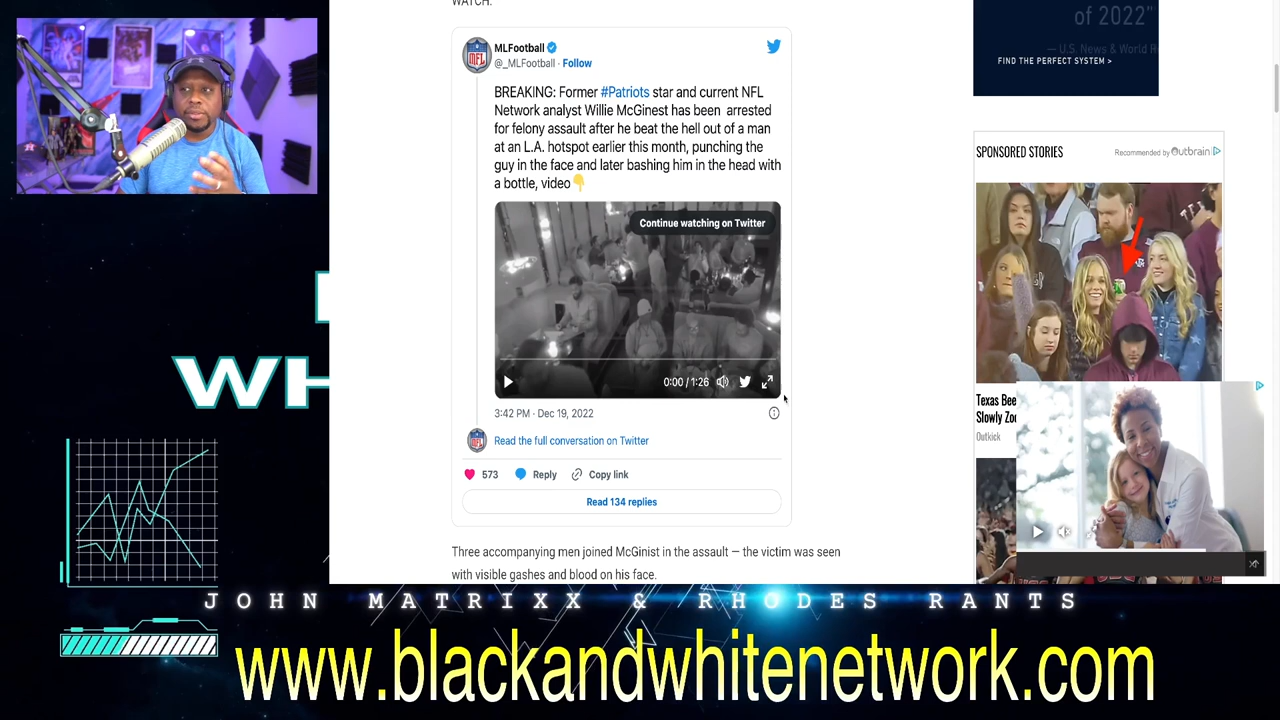 WATCH:
MLFootball
@_MLFootball · Follow
BREAKING: Former #Patriots star and current NFL
Network analyst Willie McGinest has been arrested
for felony assault after he beat the hell out of a man
at an L.A. hotspot earlier this month, punching the
guy in the face and later bashing him in the head with
a bottle, video👇
Continue watching on Twitter
0:00 / 1:26
3:42 PM · Dec 19, 2022
Read the full conversation on Twitter
573 Reply Copy link
Read 134 replies
Three accompanying men joined McGinist in the assault — the victim was seen
with visible gashes and blood on his face.
of 2022"
— U.S. News & World R
FIND THE PERFECT SYSTEM >
SPONSORED STORIES
Recommended by Outbrain
Texas Bee
Slowly Zoo
Outkick
WH
JOHN MATRIXX & RHODES RANTS
www.blackandwhitenetwork.com